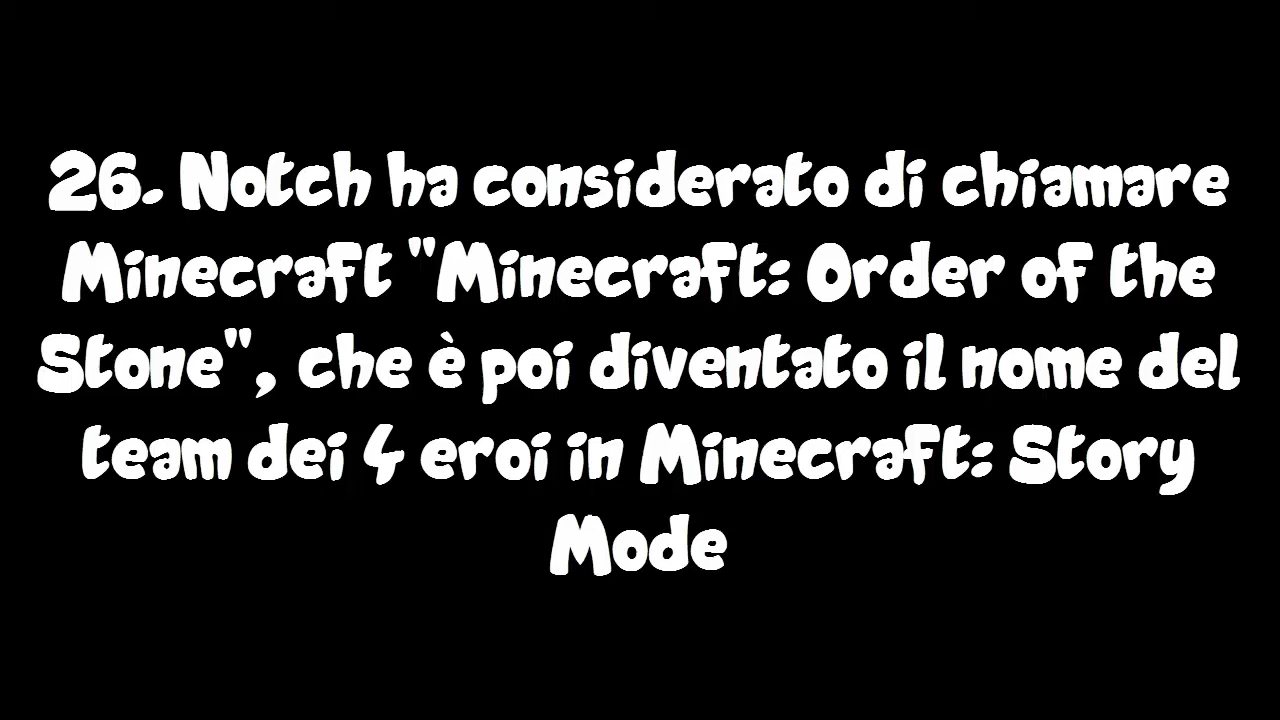 26. Notch ha considerato di chiamare
Minecraft "Minecraft: Order of the
Stone", che è poi diventato il nome del
team dei 4 eroi in Minecraft: Story
Mode